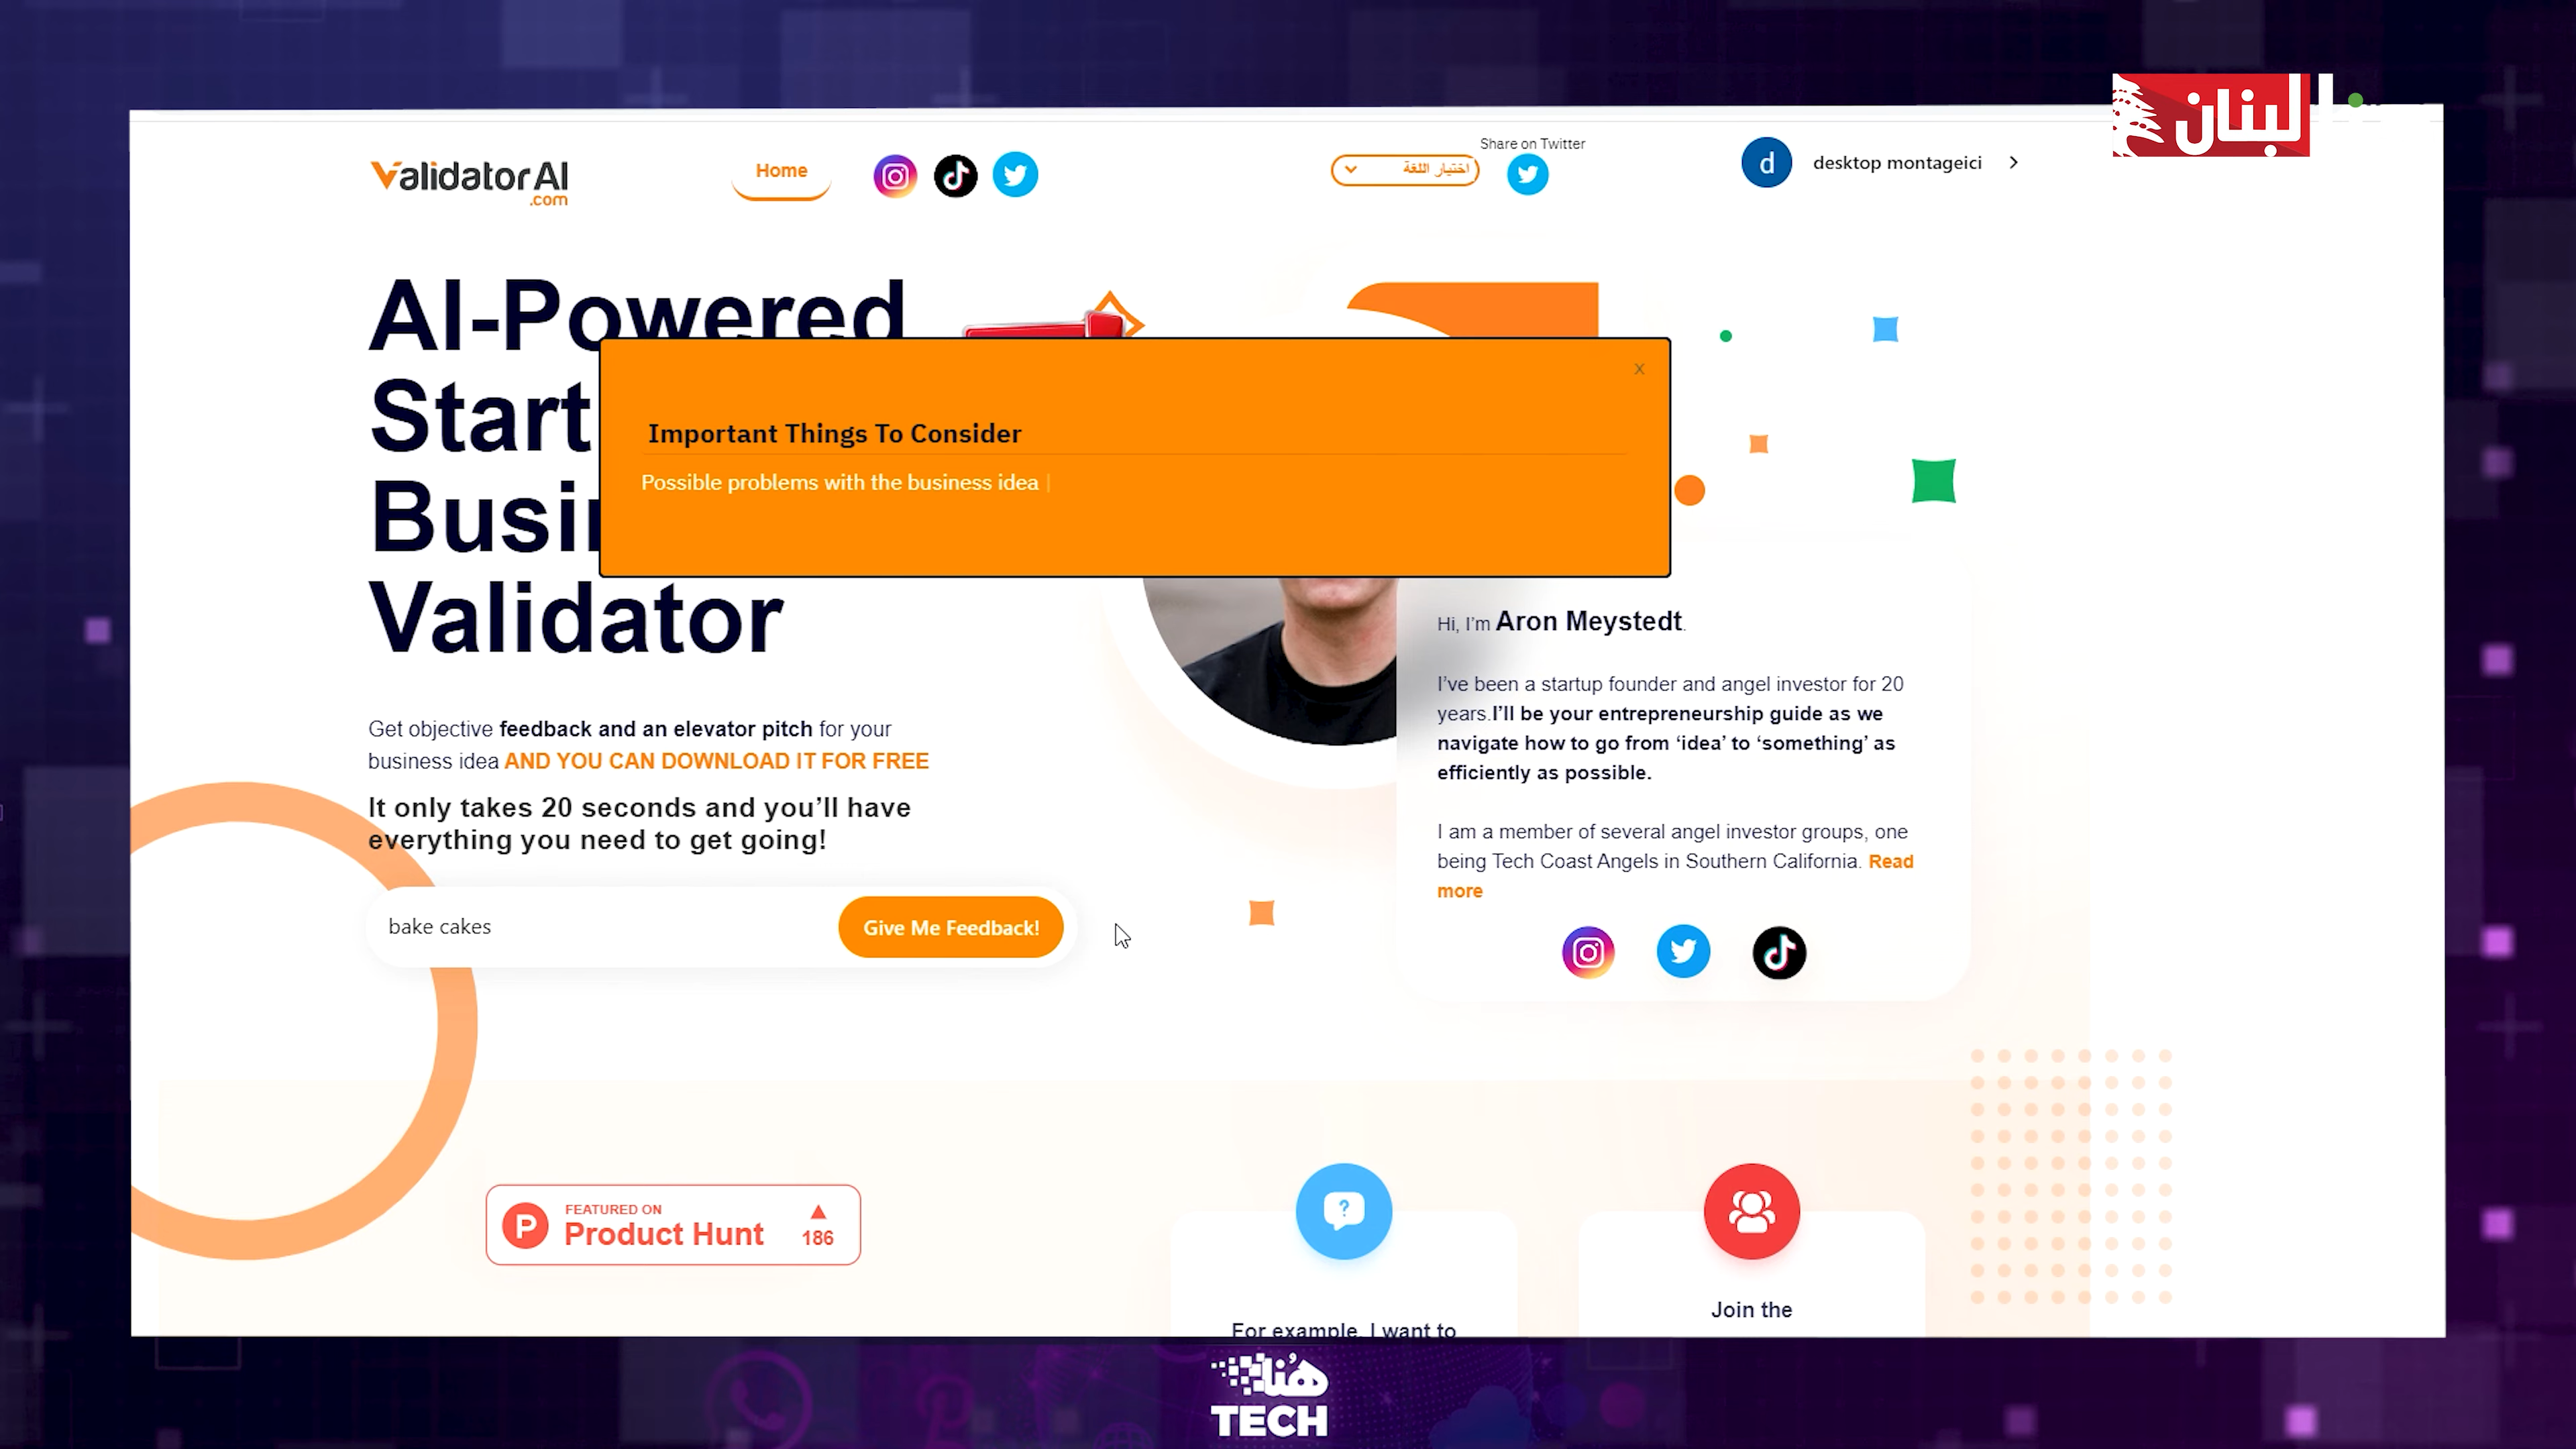 لبنان
ValidatorAI
.com
Home
Share on Twitter
اختيار اللغة
d
desktop montageici
AI-Powered
Start
Busin
Validator
x
Important Things To Consider
Possible problems with the business idea
Get objective feedback and an elevator pitch for your
business idea AND YOU CAN DOWNLOAD IT FOR FREE
It only takes 20 seconds and you’ll have
everything you need to get going!
bake cakes
Give Me Feedback!
Hi, I’m Aron Meystedt.
I’ve been a startup founder and angel investor for 20
years.I’ll be your entrepreneurship guide as we
navigate how to go from ‘idea’ to ‘something’ as
efficiently as possible.
I am a member of several angel investor groups, one
being Tech Coast Angels in Southern California. Read
more
P
FEATURED ON
Product Hunt
186
?
For example, I want to
Join the
هُنا
TECH